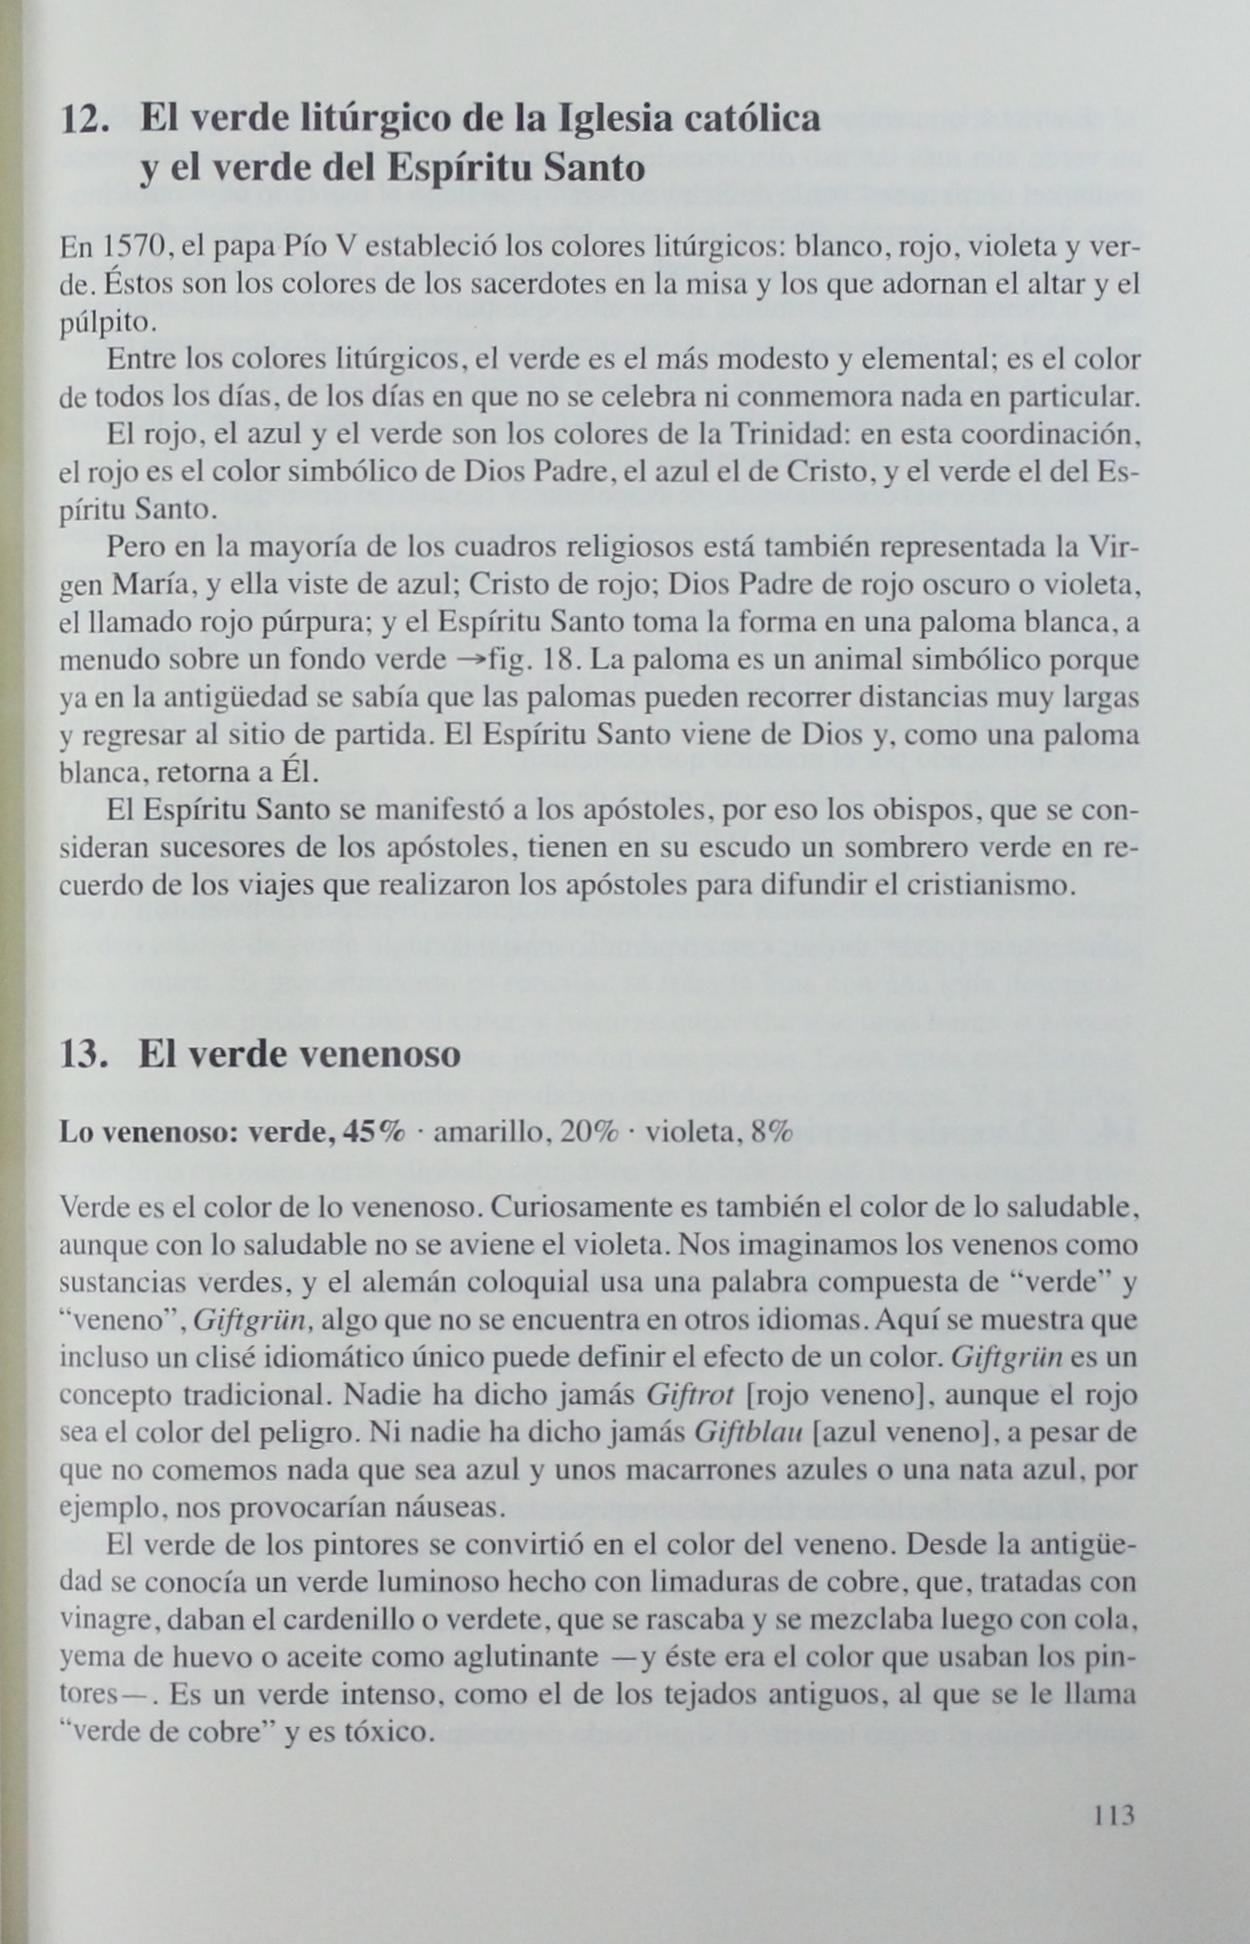 12. El verde litúrgico de la Iglesia católica
y el verde del Espíritu Santo
En 1570, el papa Pío V estableció los colores litúrgicos: blanco, rojo, violeta y ver-
de. Éstos son los colores de los sacerdotes en la misa y los que adornan el altar y el
púlpito.
Entre los colores litúrgicos, el verde es el más modesto y elemental; es el color
de todos los días, de los días en que no se celebra ni conmemora nada en particular.
El rojo, el azul y el verde son los colores de la Trinidad: en esta coordinación,
el rojo es el color simbólico de Dios Padre, el azul el de Cristo, y el verde el del Es-
píritu Santo.
Pero en la mayoría de los cuadros religiosos está también representada la Vir-
gen María, y ella viste de azul; Cristo de rojo; Dios Padre de rojo oscuro o violeta,
el llamado rojo púrpura; y el Espíritu Santo toma la forma en una paloma blanca, a
menudo sobre un fondo verde →fig. 18. La paloma es un animal simbólico porque
ya en la antigüedad se sabía que las palomas pueden recorrer distancias muy largas
y regresar al sitio de partida. El Espíritu Santo viene de Dios y, como una paloma
blanca, retorna a Él.
El Espíritu Santo se manifestó a los apóstoles, por eso los obispos, que se con-
sideran sucesores de los apóstoles, tienen en su escudo un sombrero verde en re-
cuerdo de los viajes que realizaron los apóstoles para difundir el cristianismo.
13. El verde venenoso
Lo venenoso: verde, 45% · amarillo, 20% · violeta, 8%
Verde es el color de lo venenoso. Curiosamente es también el color de lo saludable,
aunque con lo saludable no se aviene el violeta. Nos imaginamos los venenos como
sustancias verdes, y el alemán coloquial usa una palabra compuesta de “verde” y
“veneno”, Giftgrün, algo que no se encuentra en otros idiomas. Aquí se muestra que
incluso un clisé idiomático único puede definir el efecto de un color. Giftgrün es un
concepto tradicional. Nadie ha dicho jamás Giftrot [rojo veneno], aunque el rojo
sea el color del peligro. Ni nadie ha dicho jamás Giftblau [azul veneno], a pesar de
que no comemos nada que sea azul y unos macarrones azules o una nata azul, por
ejemplo, nos provocarían náuseas.
El verde de los pintores se convirtió en el color del veneno. Desde la antigüe-
dad se conocía un verde luminoso hecho con limaduras de cobre, que, tratadas con
vinagre, daban el cardenillo o verdete, que se rascaba y se mezclaba luego con cola,
yema de huevo o aceite como aglutinante —y éste era el color que usaban los pin-
tores—. Es un verde intenso, como el de los tejados antiguos, al que se le llama
“verde de cobre” y es tóxico.
113